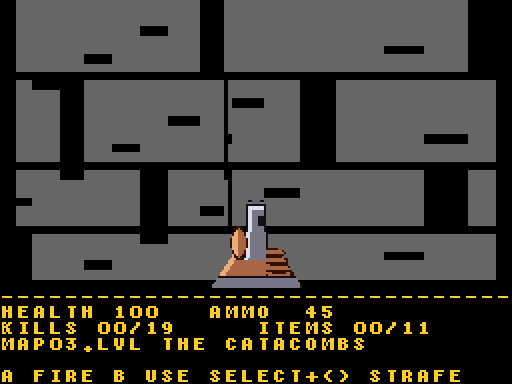 HEALTH 100 AMMO 45
KILLS 00/19 ITEMS 00/11
MAP03.LVL THE CATACOMBS
A FIRE B USE SELECT+<> STRAFE